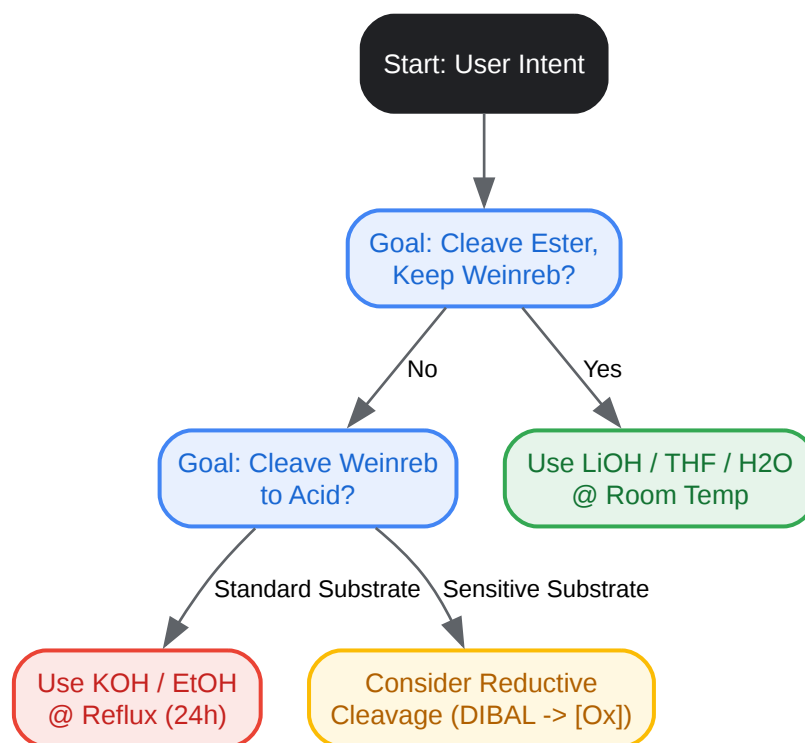 Start: User Intent
Goal: Cleave Ester,
Keep Weinreb?
No
Yes
Goal: Cleave Weinreb
to Acid?
Use LiOH / THF / H2O
@ Room Temp
Standard Substrate
Sensitive Substrate
Use KOH / EtOH
@ Reflux (24h)
Consider Reductive
Cleavage (DIBAL -> [Ox])